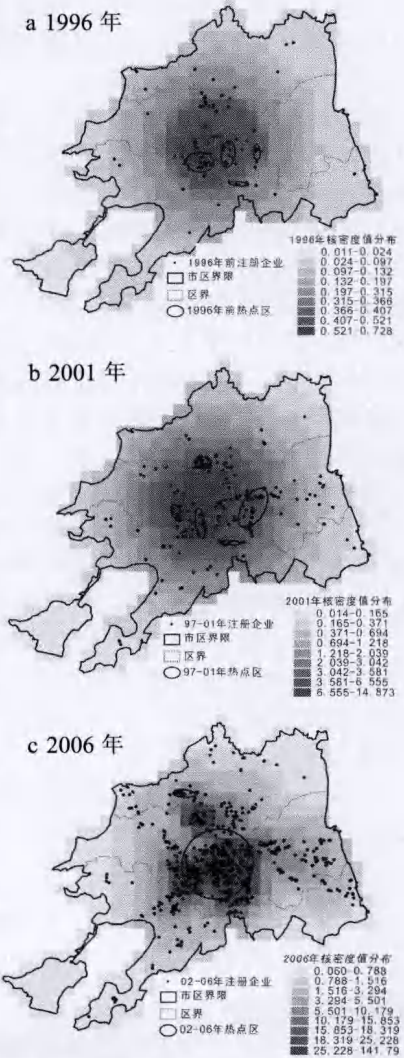 a 1996 年
1996年核密度值分布
0.011-0.024
0.024-0.097
0.097-0.132
0.132-0.197
0.197-0.315
0.315-0.366
0.366-0.407
0.407-0.521
0.521-0.728
1996年前注册企业
市区界限
区界
1996年前热点区
b 2001 年
2001年核密度值分布
0.014-0.165
0.165-0.371
0.371-0.694
0.694-1.218
1.218-2.039
2.039-3.042
3.042-3.581
3.581-6.555
6.555-14.873
97-01年注册企业
市区界限
区界
97-01年热点区
c 2006 年
2006年核密度值分布
0.060-0.788
0.788-1.516
1.516-3.294
3.294-5.501
5.501-10.179
10.179-15.853
15.853-18.319
18.319-25.228
25.228-141.79
02-06年注册企业
市区界限
区界
02-06年热点区